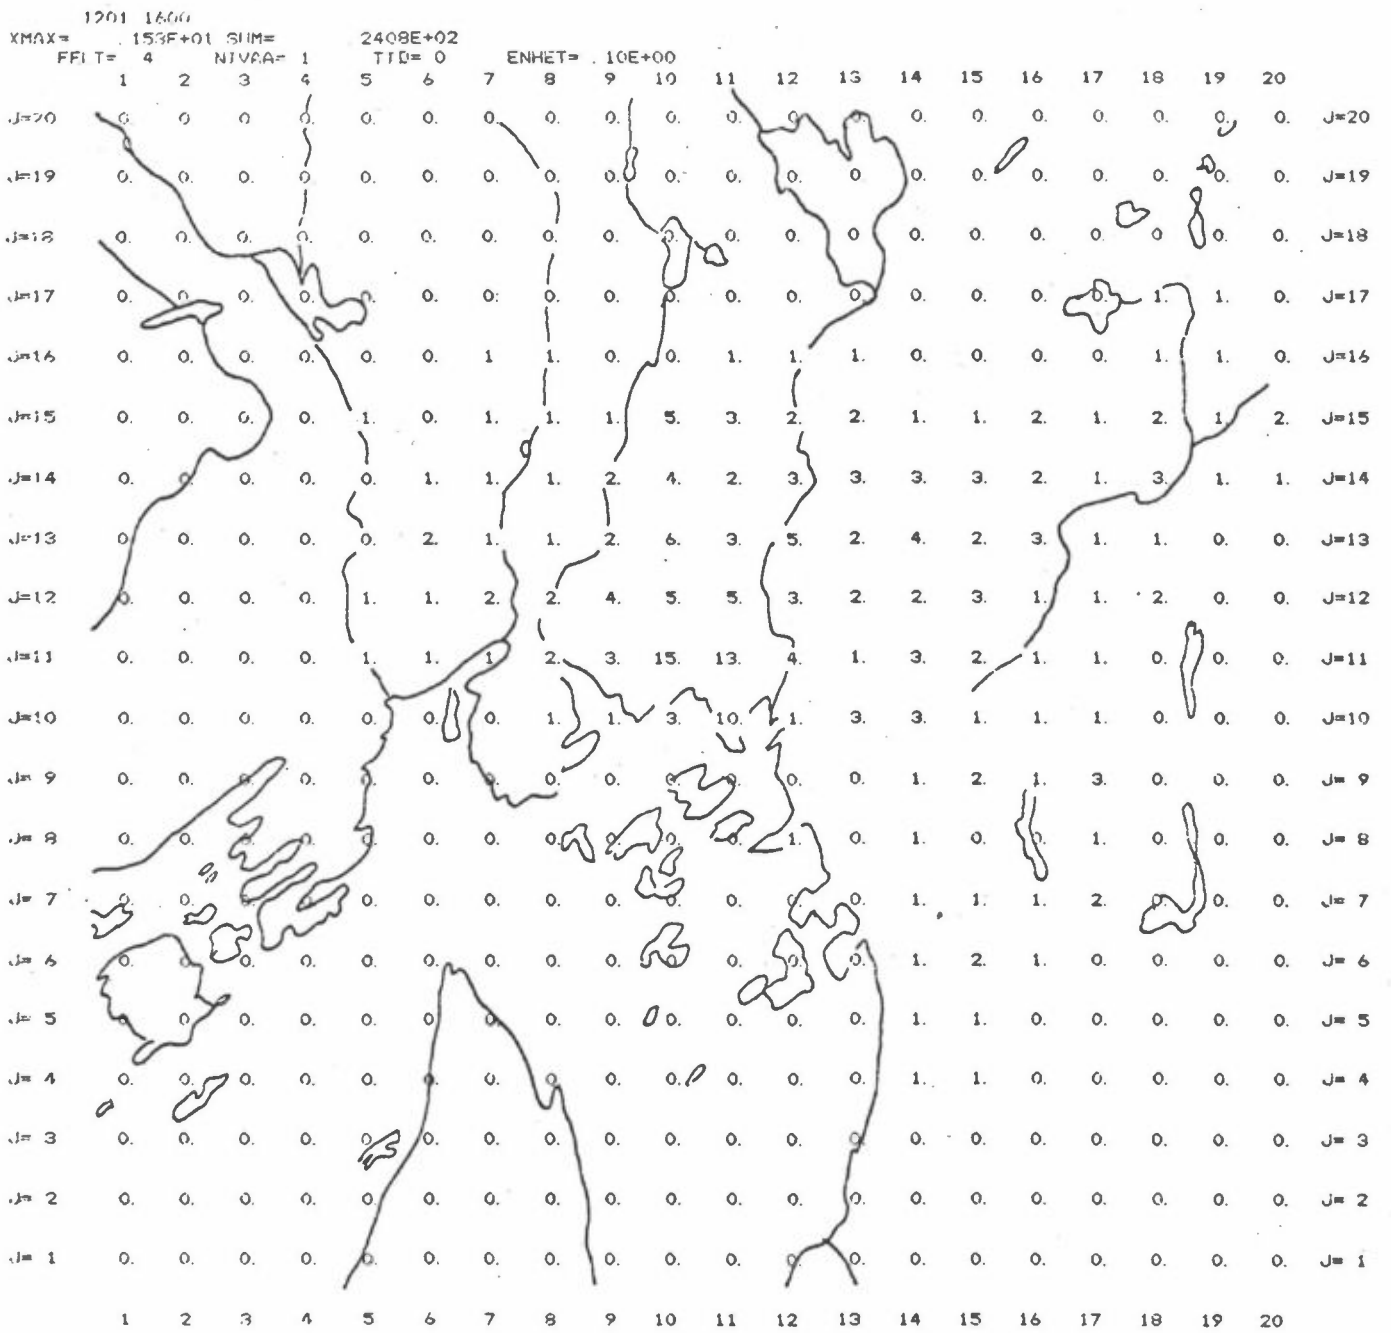 1201 1600
XMAX= .153E+01 SUM= 2408E+02
FELT= 4 NIVAA= 1 TID= 0 ENHET= .10E+00
1 2 3 4 5 6 7 8 9 10 11 12 13 14 15 16 17 18 19 20
J=20 0 0 0 0. 0. 0. 0. 0. 0. 0. 0. 0. 0. 0. 0. 0. 0. 0. 0. 0. J=20
J=19 0. 0. 0. 0. 0. 0. 0. 0. 0. 0. 0. 0. 0 0. 0. 0. 0. 0. 0. 0. J=19
J=18 0. 0. 0. 0. 0. 0. 0. 0. 0. 0. 0. 0. 0 0. 0. 0. 0. 0 0. 0. J=18
J=17 0. 0. 0. 0. 0. 0. 0. 0. 0. 0. 0. 0. 0. 0. 0. 0. 0. 1. 1. 0. J=17
J=16 0. 0. 0. 0. 0. 0. 1 1. 0. 0. 1. 1. 1. 0. 0. 0. 0. 1. 1. 0. J=16
J=15 0. 0. 0. 0. 1. 0. 1. 1. 1. 5. 3. 2. 2. 1. 1. 2. 1. 2. 1. 2. J=15
J=14 0. 0. 0. 0. 0. 1. 1. 1. 2. 4. 2. 3. 3. 3. 3. 2. 1. 3. 1. 1. J=14
J=13 0. 0. 0. 0. 0. 2. 1. 1. 2. 6. 3. 5. 2. 4. 2. 3. 1. 1. 0. 0. J=13
J=12 0. 0. 0. 0. 1. 1. 2. 2. 4. 5. 5. 3. 2. 2. 3. 1. 1. 2. 0. 0. J=12
J=11 0. 0. 0. 0. 1. 1. 1. 2. 3. 15. 13. 4. 1. 3. 2. 1. 1. 0. 0. 0. J=11
J=10 0. 0. 0. 0. 0. 0. 0. 1. 1. 3. 10. 1. 3. 3. 1. 1. 1. 0. 0. 0. J=10
J= 9 0. 0. 0. 0. 0. 0. 0. 0. 0. 0. 0. 0. 0. 1. 2. 1. 3. 0. 0. 0. J= 9
J= 8 0. 0. 0. 0. 0. 0. 0. 0. 0. 0. 0. 1. 0. 1. 0. 0. 1. 0. 0. 0. J= 8
J= 7 0. 0. 0. 0. 0. 0. 0. 0. 0. 0. 0. 0. 0. 1. 1. 1. 2. 0. 0. 0. J= 7
J= 6 0. 0. 0. 0. 0. 0. 0. 0. 0. 0. 0. 0. 0. 1. 2. 1. 0. 0. 0. 0. J= 6
J= 5 0. 0. 0. 0. 0. 0. 0. 0. 0. 0. 0. 0. 0. 1. 1. 0. 0. 0. 0. 0. J= 5
J= 4 0. 0. 0. 0. 0. 0. 0. 0. 0. 0. 0. 0. 0. 1. 1. 0. 0. 0. 0. 0. J= 4
J= 3 0. 0. 0. 0. 0. 0. 0. 0. 0. 0. 0. 0. 0. 0. 0. 0. 0. 0. 0. 0. J= 3
J= 2 0. 0. 0. 0. 0. 0. 0. 0. 0. 0. 0. 0. 0. 0. 0. 0. 0. 0. 0. 0. J= 2
J= 1 0. 0. 0. 0. 0. 0. 0. 0. 0. 0. 0. 0. 0. 0. 0. 0. 0. 0. 0. 0. J= 1
1 2 3 4 5 6 7 8 9 10 11 12 13 14 15 16 17 18 19 20